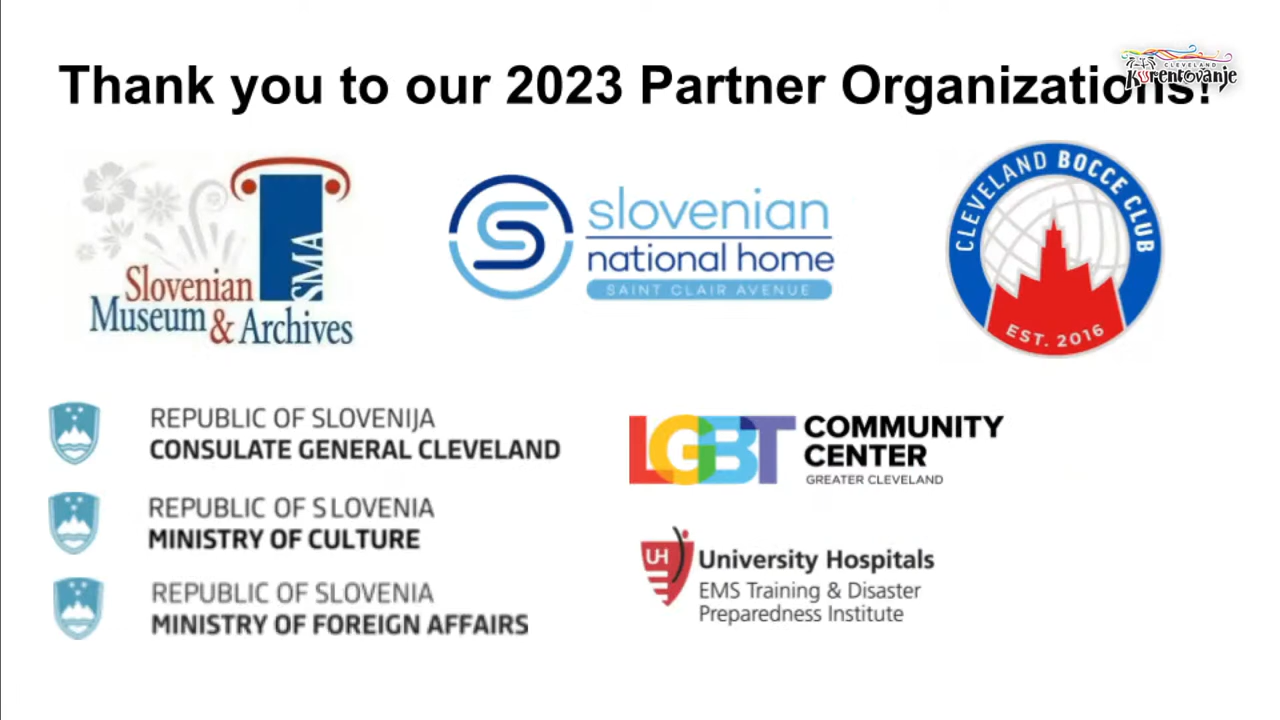 Thank you to our 2023 Partner Organizations!
CLEVELAND
Kurentovanje
SMA
Slovenian
Museum & Archives
slovenian
national home
SAINT CLAIR AVENUE
CLEVELAND BOCCE CLUB
EST. 2016
REPUBLIC OF SLOVENIJA
CONSULATE GENERAL CLEVELAND
REPUBLIC OF SLOVENIA
MINISTRY OF CULTURE
REPUBLIC OF SLOVENIA
MINISTRY OF FOREIGN AFFAIRS
LGBT COMMUNITY
CENTER
GREATER CLEVELAND
UH University Hospitals
EMS Training & Disaster
Preparedness Institute